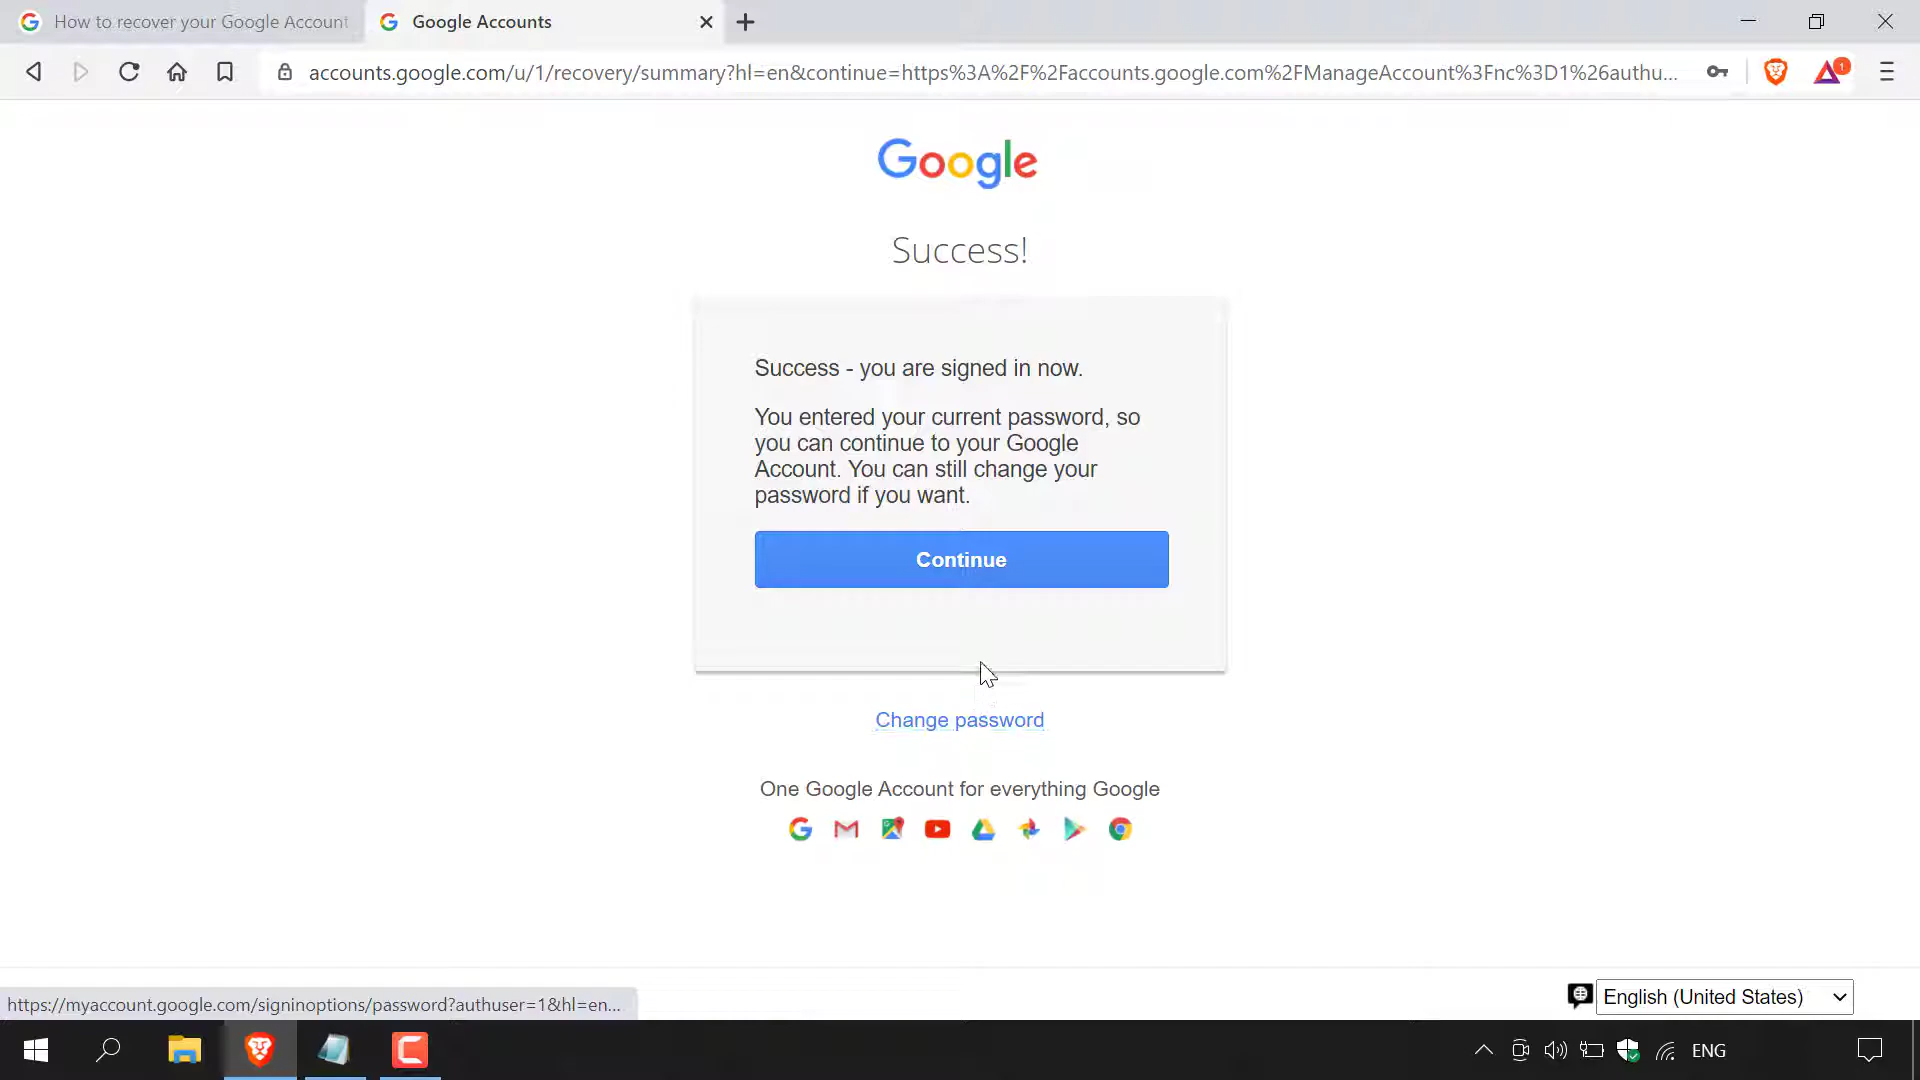 How to recover your Google Account
Google Accounts
accounts.google.com/u/1/recovery/summary?hl=en&continue=https%3A%2F%2Faccounts.google.com%2FManageAccount%3Fnc%3D1%26authu...
1
Google
Success!
Success - you are signed in now.
You entered your current password, so
you can continue to your Google
Account. You can still change your
password if you want.
Continue
Change password
One Google Account for everything Google
https://myaccount.google.com/signinoptions/password?authuser=1&hl=en...
English (United States)
ENG